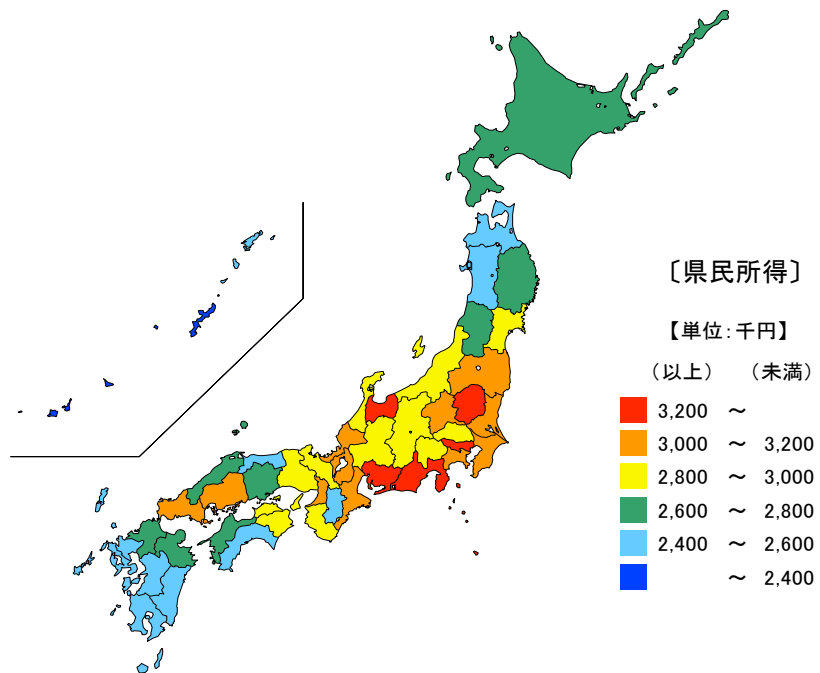 〔県民所得〕
【単位:千円】
(以上) (未満)
3,200 ～
3,000 ～ 3,200
2,800 ～ 3,000
2,600 ～ 2,800
2,400 ～ 2,600
～ 2,400